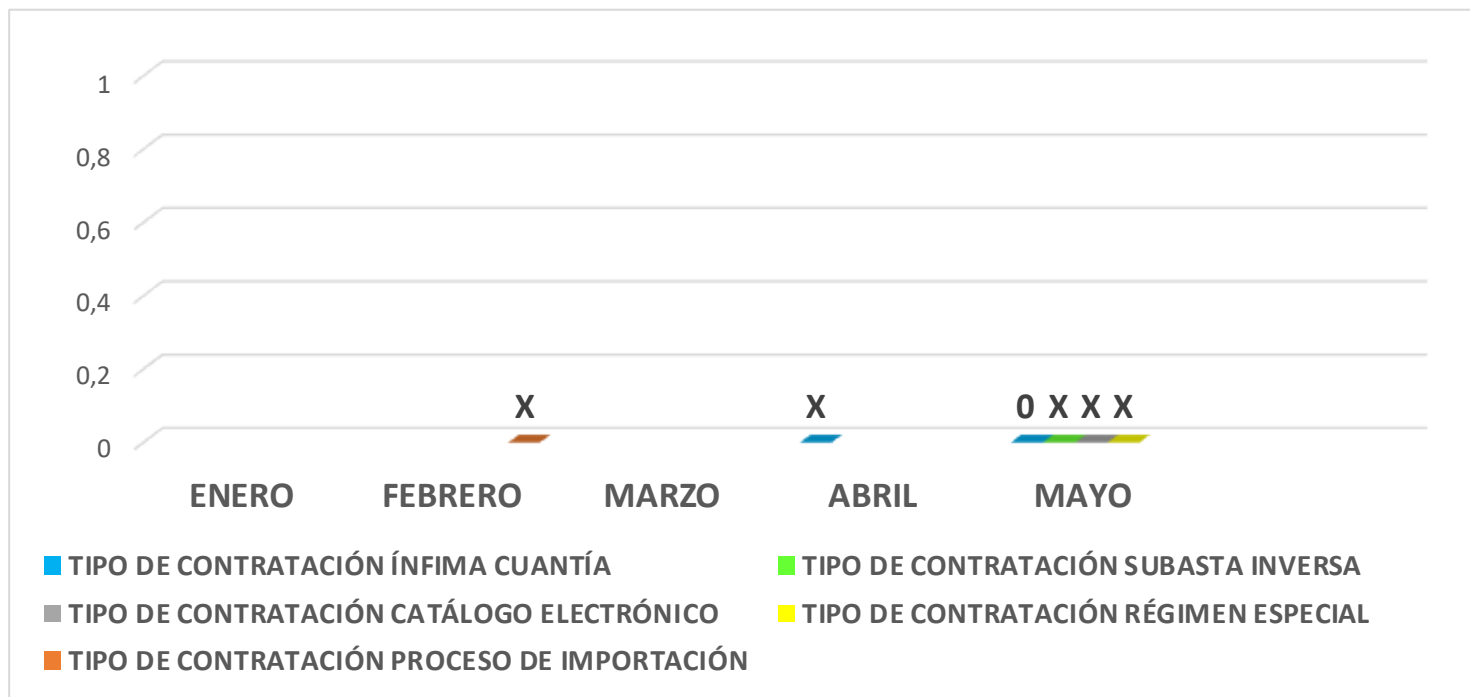 1
0,8
0,6
0,4
0,2
0
X X 0 X X X
ENERO FEBRERO MARZO ABRIL MAYO
TIPO DE CONTRATACIÓN ÍNFIMA CUANTÍA TIPO DE CONTRATACIÓN SUBASTA INVERSA
TIPO DE CONTRATACIÓN CATÁLOGO ELECTRÓNICO TIPO DE CONTRATACIÓN RÉGIMEN ESPECIAL
TIPO DE CONTRATACIÓN PROCESO DE IMPORTACIÓN